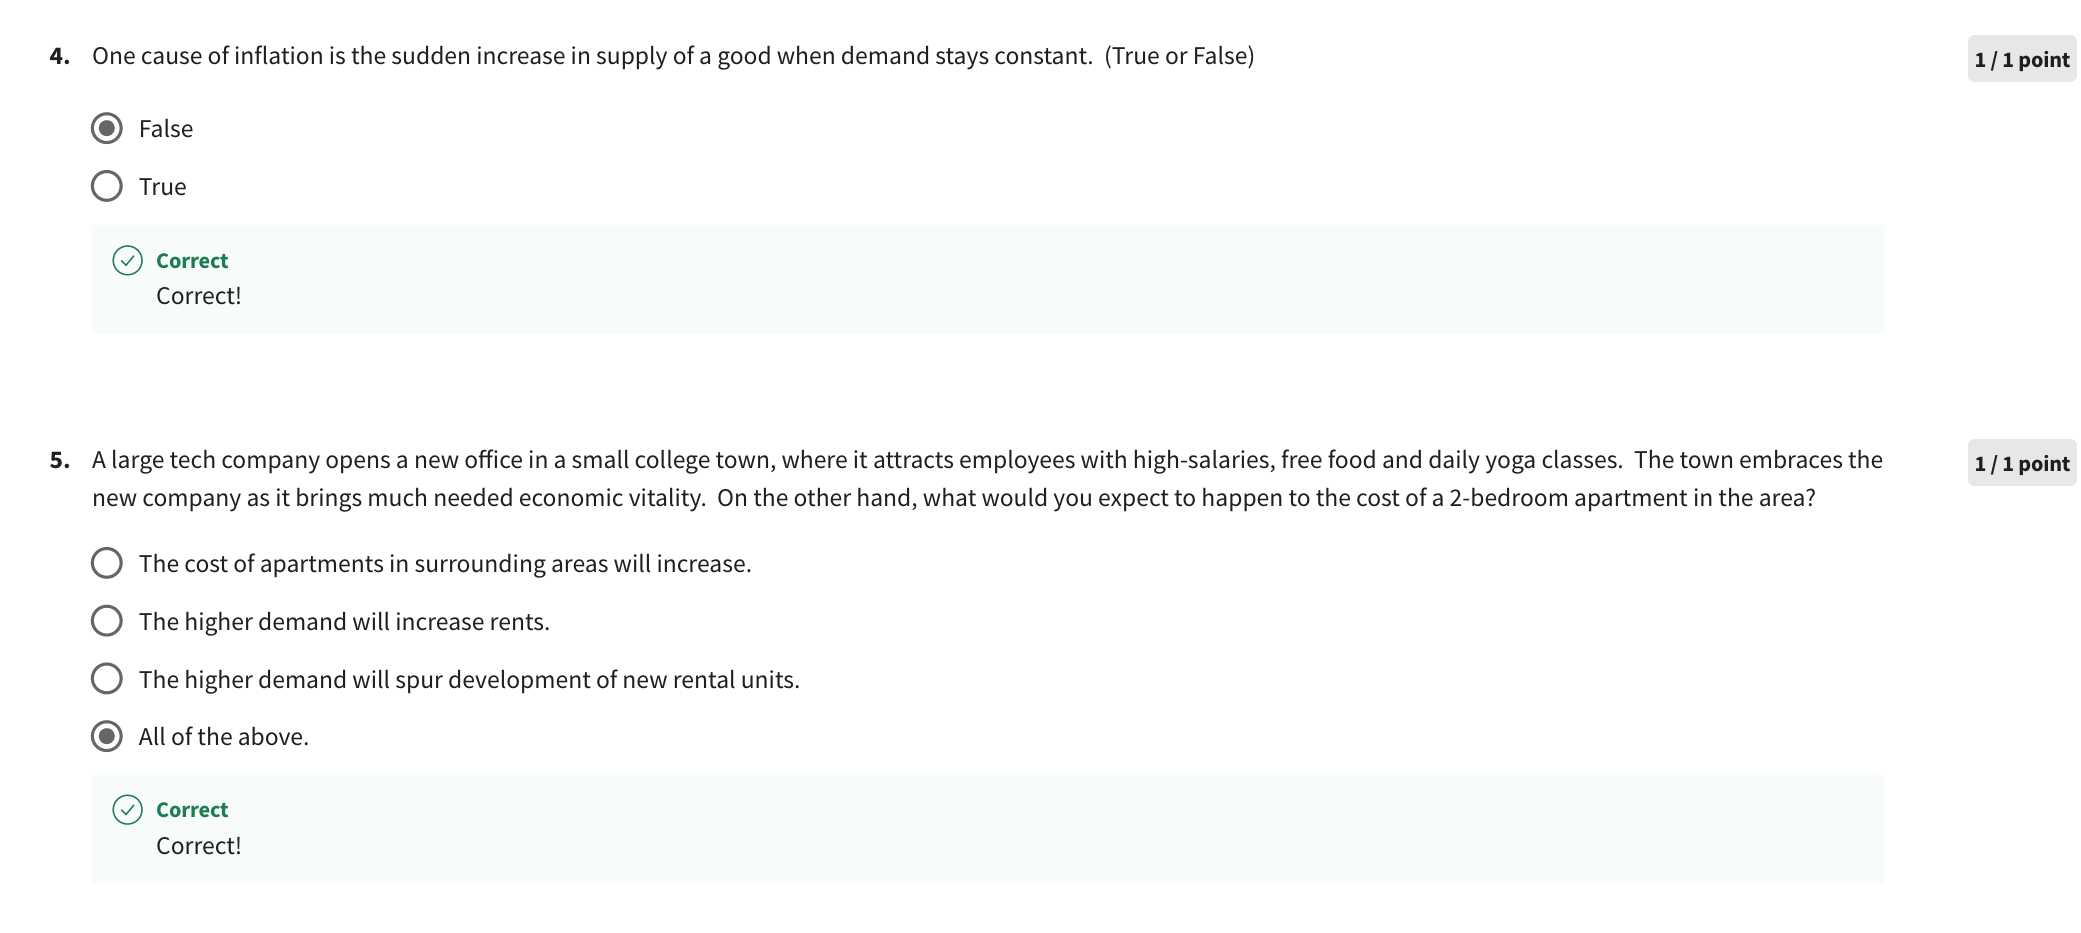 4. One cause of inflation is the sudden increase in supply of a good when demand stays constant.  (True or False)
1 / 1 point
False
True
Correct
Correct!
5. A large tech company opens a new office in a small college town, where it attracts employees with high-salaries, free food and daily yoga classes.  The town embraces the
1 / 1 point
new company as it brings much needed economic vitality.  On the other hand, what would you expect to happen to the cost of a 2-bedroom apartment in the area?
The cost of apartments in surrounding areas will increase.
The higher demand will increase rents.
The higher demand will spur development of new rental units.
All of the above.
Correct
Correct!